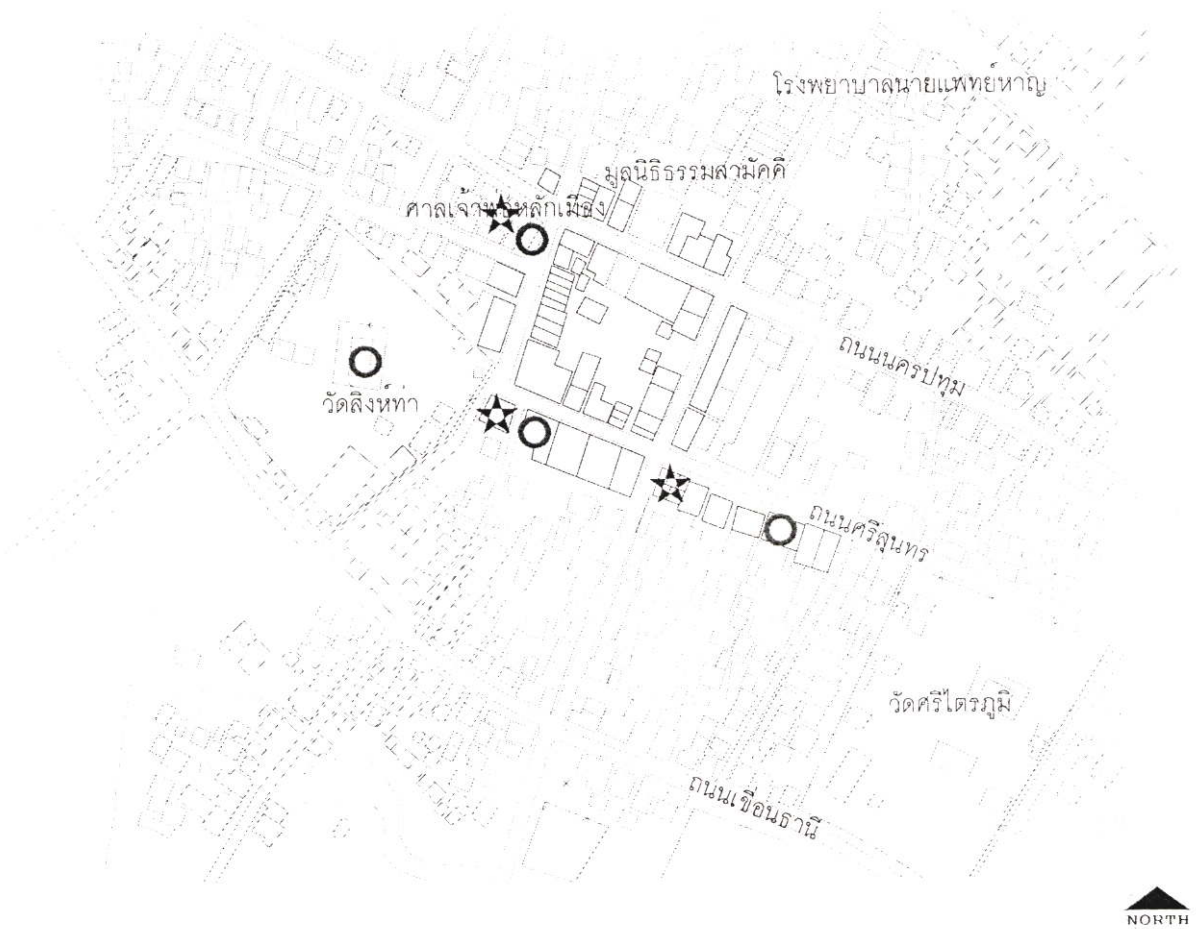 โรงพยาบาลนายแพทย์หาญ
มูลนิธิธรรมสามัคคี
ศาลเจ้าพ่อหลักเมือง
ถนนนครปทุม
วัดสิงห์ท่า
ถนนศรีสุนทร
วัดศรีไตรภูมิ
ถนนเขื่อนธานี
NORTH